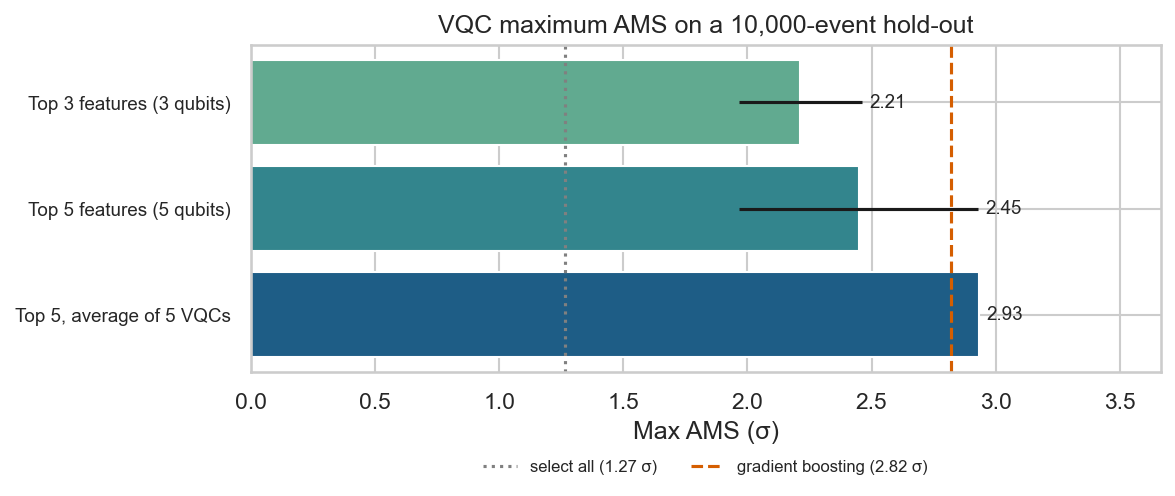 VQC maximum AMS on a 10,000-event hold-out
Top 3 features (3 qubits)
2.21
Top 5 features (5 qubits)
2.45
Top 5, average of 5 VQCs
2.93
0.0 0.5 1.0 1.5 2.0 2.5 3.0 3.5
Max AMS (σ)
select all (1.27 σ) gradient boosting (2.82 σ)